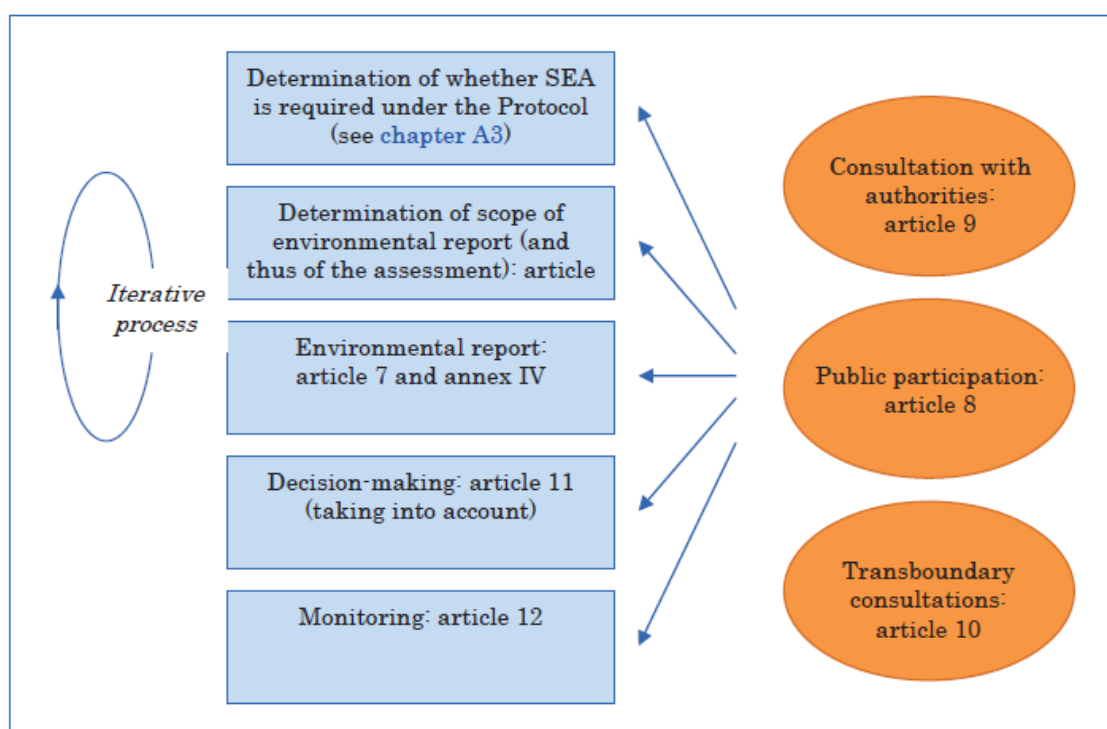 Determination of whether SEA
is required under the Protocol
(see chapter A3)
Determination of scope of
environmental report (and
thus of the assessment): article
Iterative
process
Environmental report:
article 7 and annex IV
Decision-making: article 11
(taking into account)
Monitoring: article 12
Consultation with
authorities:
article 9
Public participation:
article 8
Transboundary
consultations:
article 10